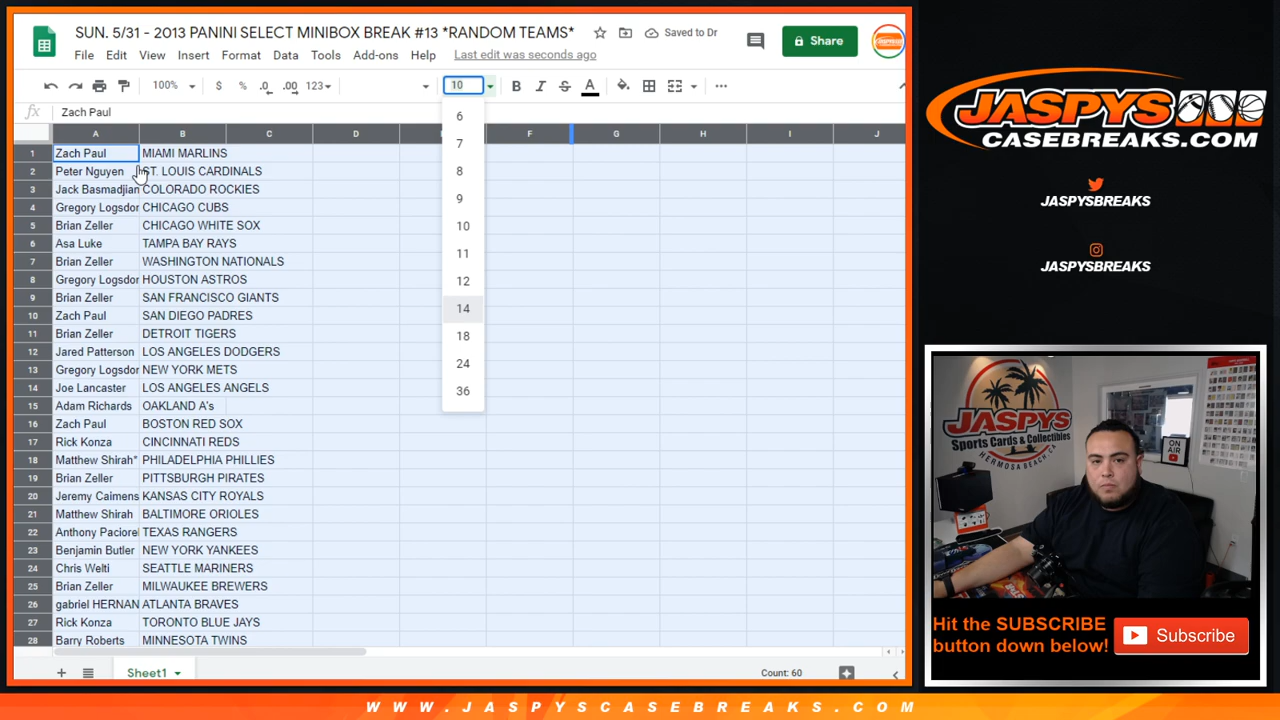 SUN. 5/31 - 2013 PANINI SELECT MINIBOX BREAK #13 *RANDOM TEAMS*
Saved to Dr
File Edit View Insert Format Data Tools Add-ons Help Last edit was seconds ago
Share
100% $ % .0 .00 123 10 B I S A
fx Zach Paul
A B C D F G H I J
1 Zach Paul MIAMI MARLINS
2 Peter Nguyen ST. LOUIS CARDINALS
3 Jack Basmadjian COLORADO ROCKIES
4 Gregory Logsdor CHICAGO CUBS
5 Brian Zeller CHICAGO WHITE SOX
6 Asa Luke TAMPA BAY RAYS
7 Brian Zeller WASHINGTON NATIONALS
8 Gregory Logsdor HOUSTON ASTROS
9 Brian Zeller SAN FRANCISCO GIANTS
10 Zach Paul SAN DIEGO PADRES
11 Brian Zeller DETROIT TIGERS
12 Jared Patterson LOS ANGELES DODGERS
13 Gregory Logsdor NEW YORK METS
14 Joe Lancaster LOS ANGELES ANGELS
15 Adam Richards OAKLAND A's
16 Zach Paul BOSTON RED SOX
17 Rick Konza CINCINNATI REDS
18 Matthew Shirah* PHILADELPHIA PHILLIES
19 Brian Zeller PITTSBURGH PIRATES
20 Jeremy Caimens KANSAS CITY ROYALS
21 Matthew Shirah BALTIMORE ORIOLES
22 Anthony Paciorel TEXAS RANGERS
23 Benjamin Butler NEW YORK YANKEES
24 Chris Welti SEATTLE MARINERS
25 Brian Zeller MILWAUKEE BREWERS
26 gabriel HERNAN ATLANTA BRAVES
27 Rick Konza TORONTO BLUE JAYS
28 Barry Roberts MINNESOTA TWINS
6
7
8
9
10
11
12
14
18
24
36
Sheet1
Count: 60
JASPYS
CASEBREAKS.COM
JASPYSBREAKS
JASPYSBREAKS
JASPYS
Sports Cards & Collectibles
HERMOSA BEACH, CA
ON AIR
Hit the SUBSCRIBE
button down below!
Subscribe
WWW.JASPYSCASEBREAKS.COM